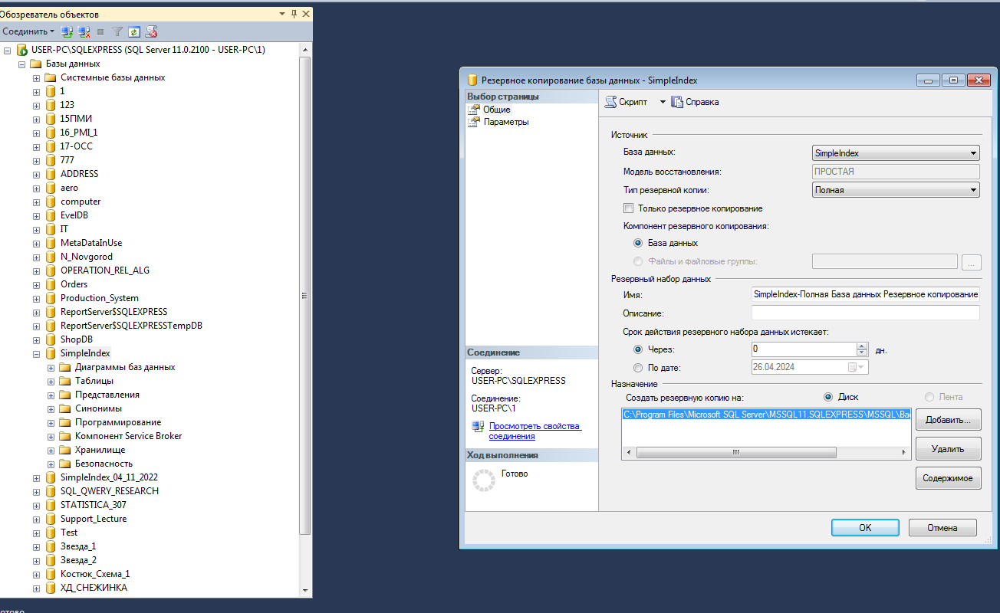 Обозреватель объектов
Соединить
USER-PC\SQLEXPRESS (SQL Server 11.0.2100 - USER-PC\1)
Базы данных
Системные базы данных
1
123
15ПМИ
16_PMI_1
17-ОСС
777
ADDRESS
aero
computer
EvelDB
IT
MetaDataInUse
N_Novgorod
OPERATION_REL_ALG
Orders
Production_System
ReportServer$SQLEXPRESS
ReportServer$SQLEXPRESSTempDB
ShopDB
SimpleIndex
Диаграммы баз данных
Таблицы
Представления
Синонимы
Программирование
Компонент Service Broker
Хранилище
Безопасность
SimpleIndex_04_11_2022
SQL_QWERY_RESEARCH
STATISTICA_307
Support_Lecture
Test
Звезда_1
Звезда_2
Костюк_Схема_1
ХД_СНЕЖИНКА
Резервное копирование базы данных - SimpleIndex
Выбор страницы
Общие
Параметры
Соединение
Сервер:
USER-PC\SQLEXPRESS
Соединение:
USER-PC\1
Просмотреть свойства
соединения
Ход выполнения
Готово
Скрипт
Справка
Источник
База данных:
SimpleIndex
Модель восстановления:
ПРОСТАЯ
Тип резервной копии:
Полная
Только резервное копирование
Компонент резервного копирования:
База данных
Файлы и файловые группы:
...
Резервный набор данных
Имя:
SimpleIndex-Полная База данных Резервное копирование
Описание:
Срок действия резервного набора данных истекает:
Через:
0
дн.
По дате:
26.04.2024
Назначение
Создать резервную копию на:
Диск
Лента
C:\Program Files\Microsoft SQL Server\MSSQL11.SQLEXPRESS\MSSQL\Ba
Добавить...
Удалить
Содержимое
OK
Отмена